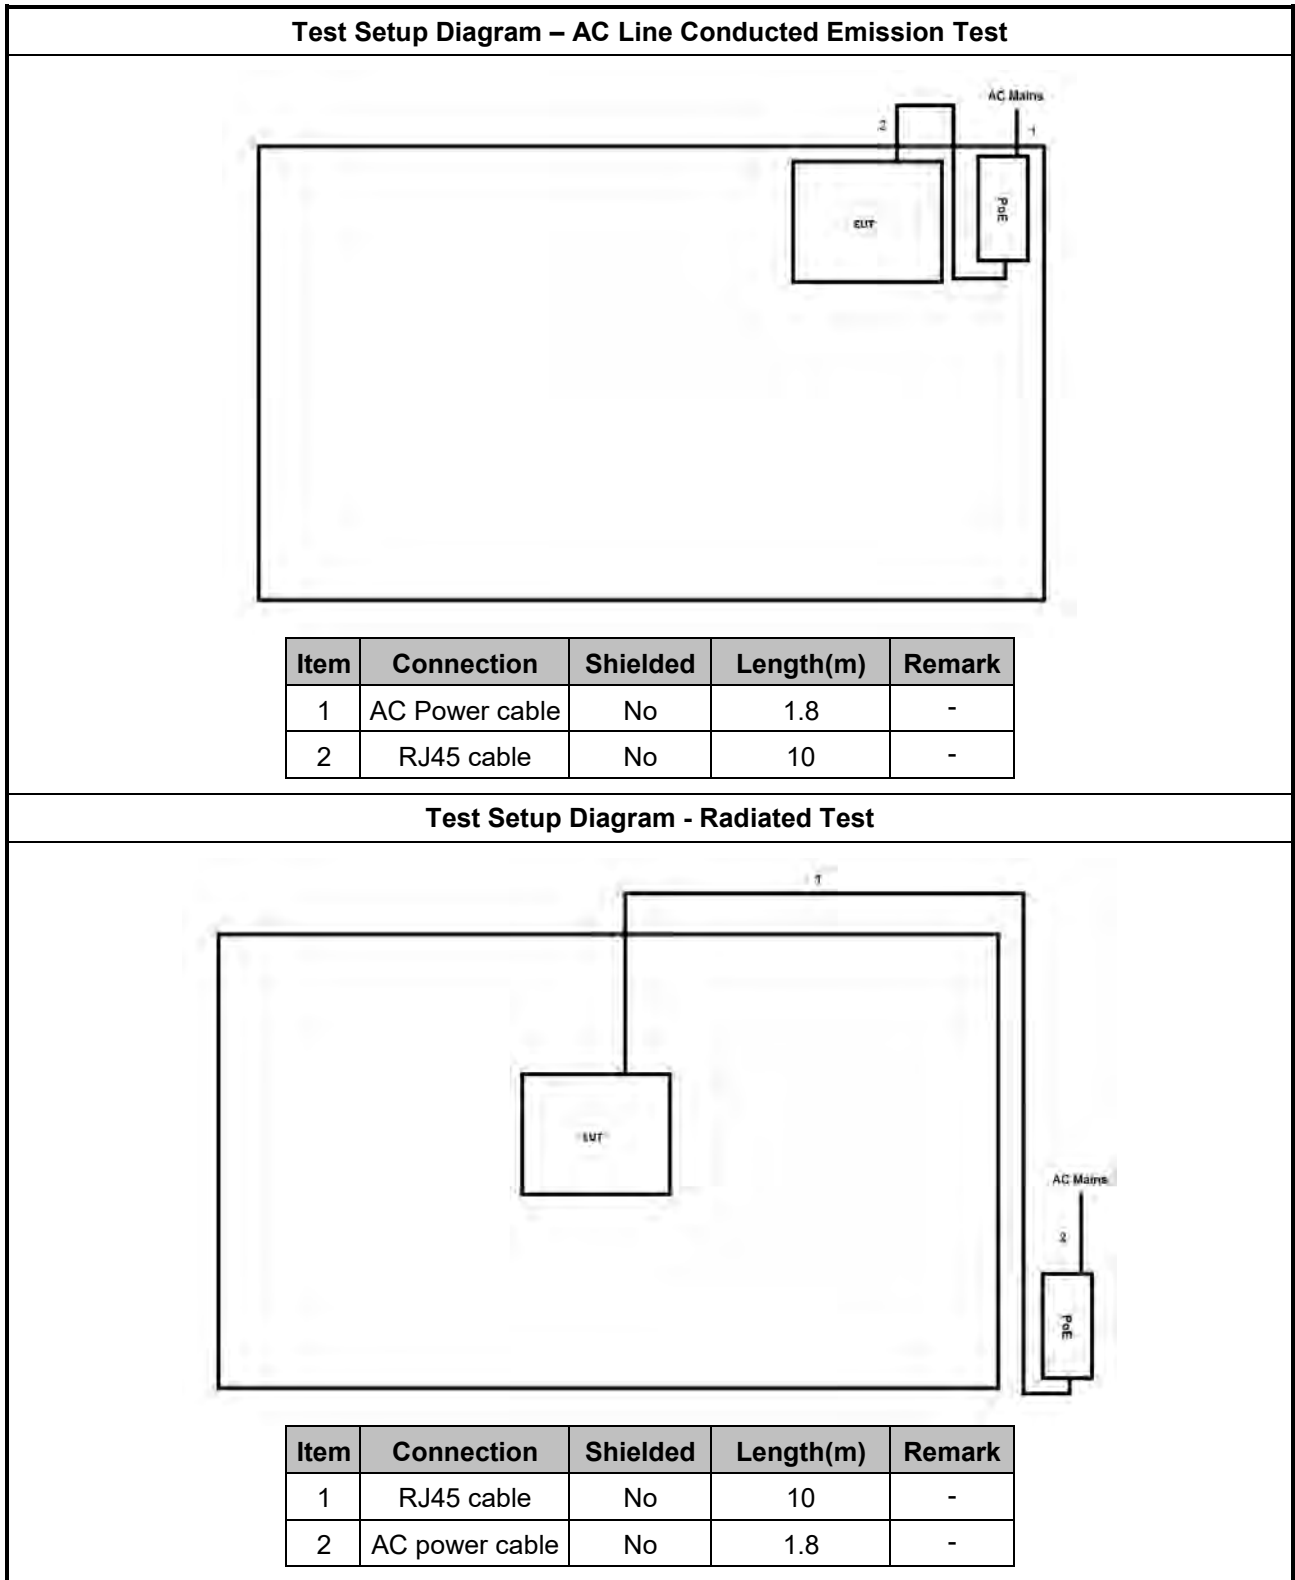 Test Setup Diagram – AC Line Conducted Emission Test
AC Mains
2
1
EUT
PoE
Item Connection Shielded Length(m) Remark
1 AC Power cable No 1.8 -
2 RJ45 cable No 10 -
Test Setup Diagram - Radiated Test
1
EUT
AC Mains
2
PoE
Item Connection Shielded Length(m) Remark
1 RJ45 cable No 10 -
2 AC power cable No 1.8 -